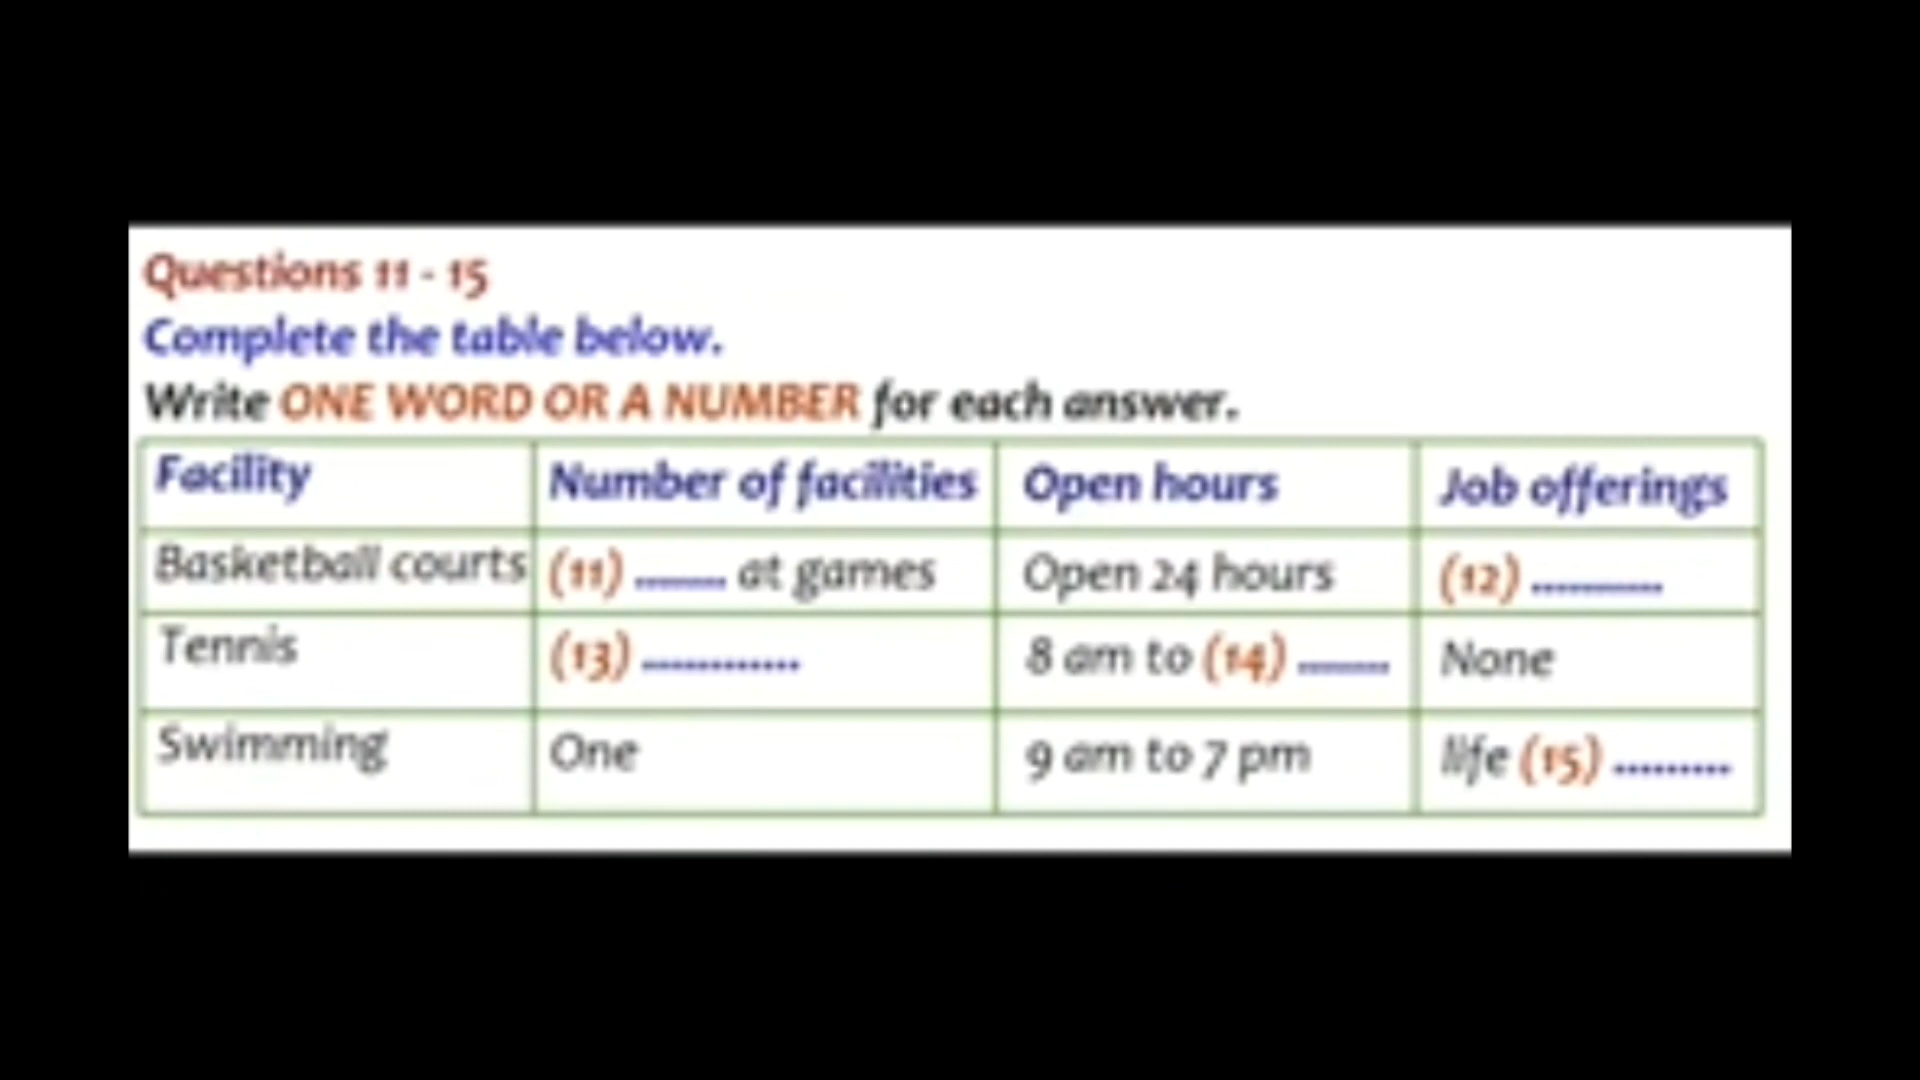 Questions 11 - 15
Complete the table below.
Write ONE WORD OR A NUMBER for each answer.
Facility Number of facilities Open hours Job offerings
Basketball courts (11) ........ at games Open 24 hours (12) ............
Tennis (13) .............. 8 am to (14) ........ None
Swimming One 9 am to 7 pm life (15) ..........